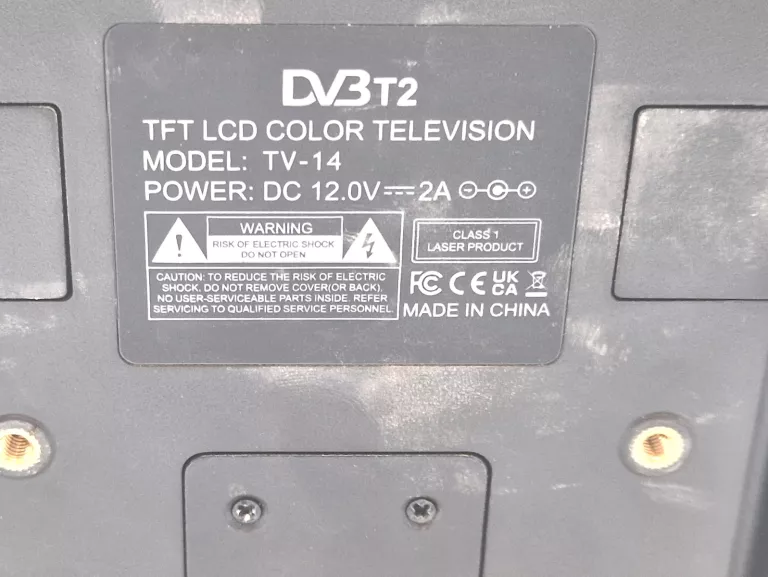 DVB T2
TFT LCD COLOR TELEVISION
MODEL: TV-14
POWER: DC 12.0V⎓2A
WARNING
RISK OF ELECTRIC SHOCK
DO NOT OPEN
CAUTION: TO REDUCE THE RISK OF ELECTRIC
SHOCK. DO NOT REMOVE COVER(OR BACK).
NO USER-SERVICEABLE PARTS INSIDE. REFER
SERVICING TO QUALIFIED SERVICE PERSONNEL.
CLASS 1
LASER PRODUCT
FC CE UK
CA
MADE IN CHINA